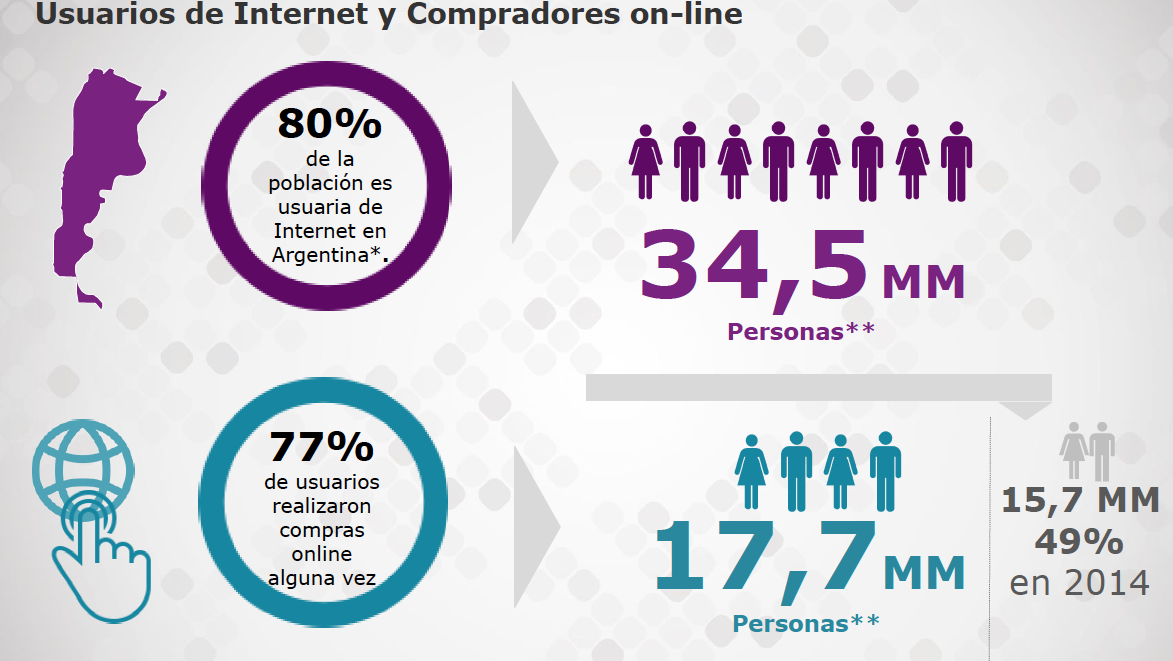 Usuarios de Internet y Compradores on-line
80%
de la
población es
usuaria de
Internet en
Argentina*.
34,5 MM
Personas**
77%
de usuarios
realizaron
compras
online
alguna vez
17,7 MM
Personas**
15,7 MM
49%
en 2014